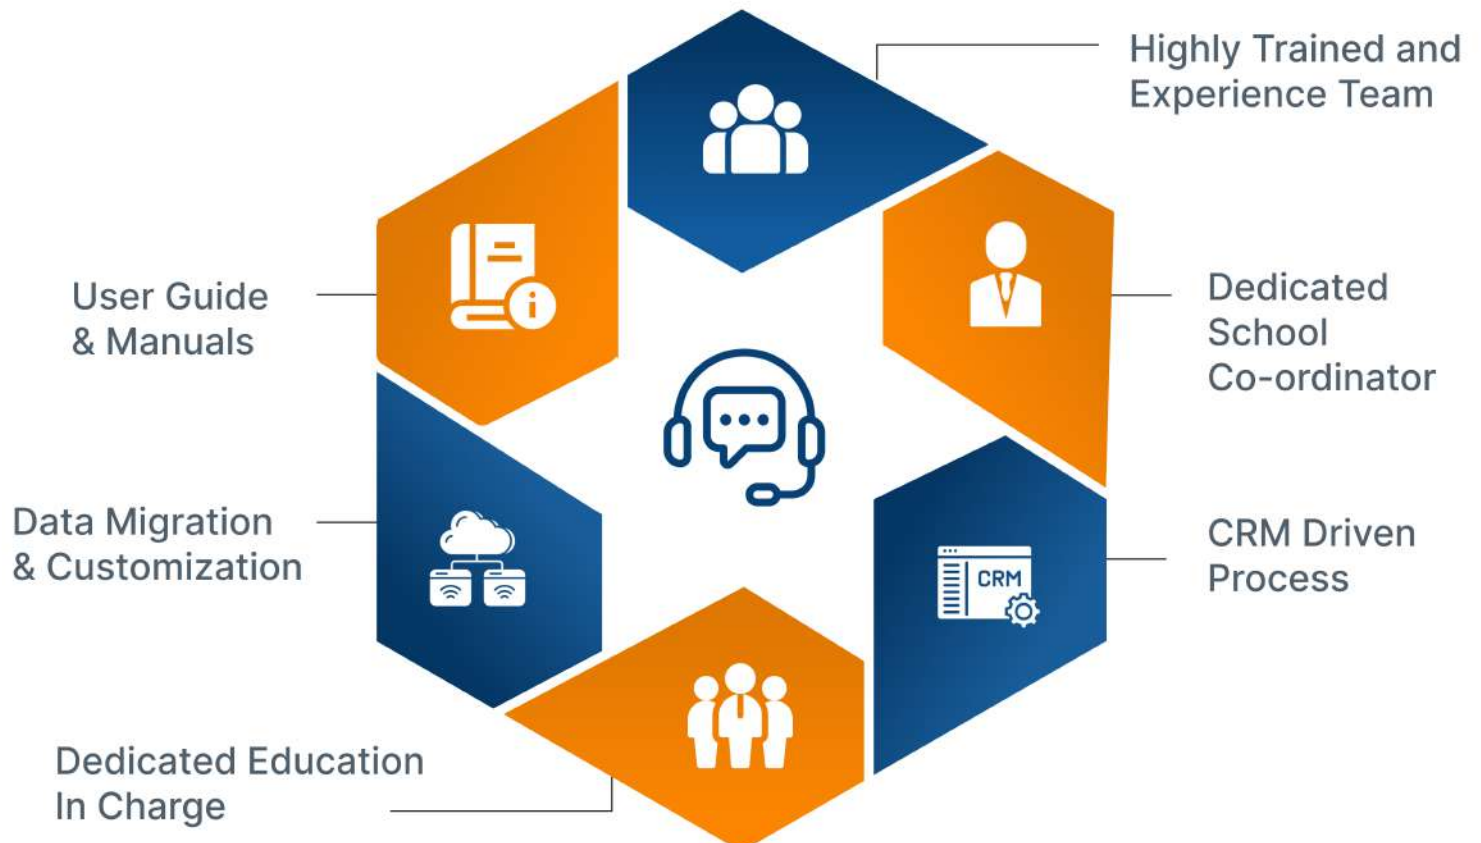 Highly Trained and
Experience Team
Dedicated
School
Co-ordinator
CRM
CRM Driven
Process
Dedicated Education
In Charge
Data Migration
& Customization
User Guide
& Manuals
i